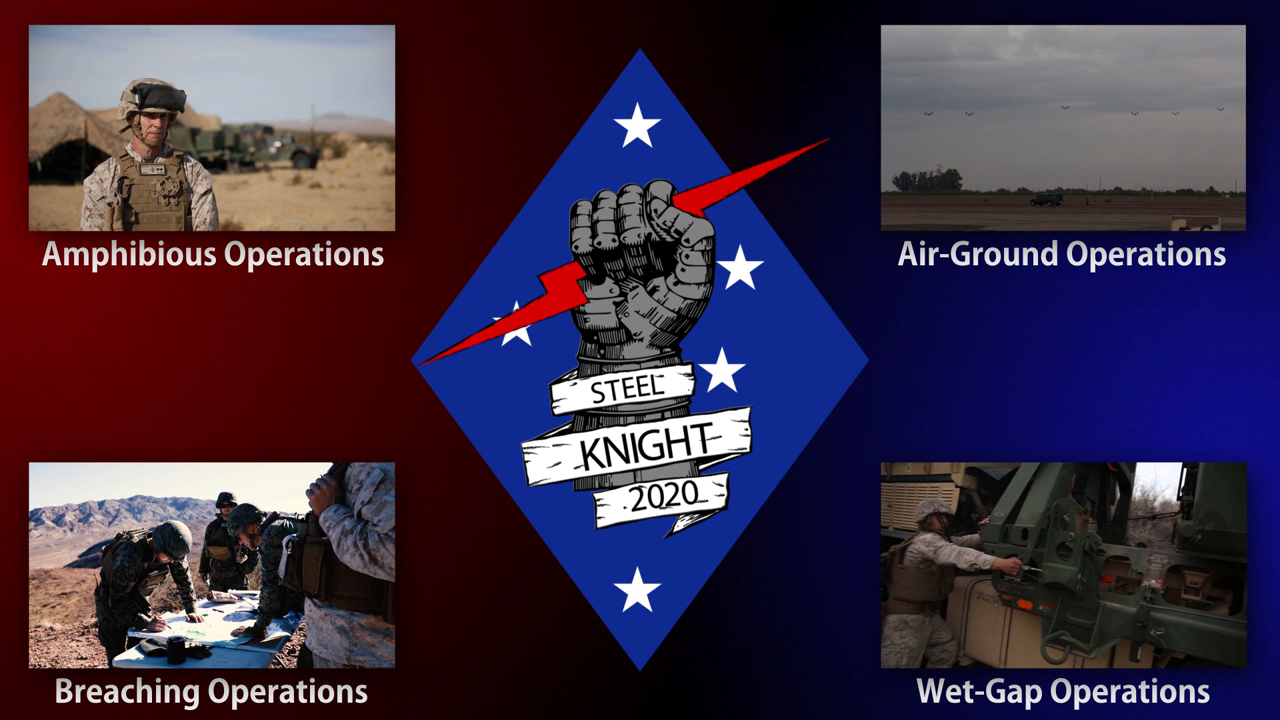 Amphibious Operations
Air-Ground Operations
STEEL
KNIGHT
2020
Breaching Operations
Wet-Gap Operations